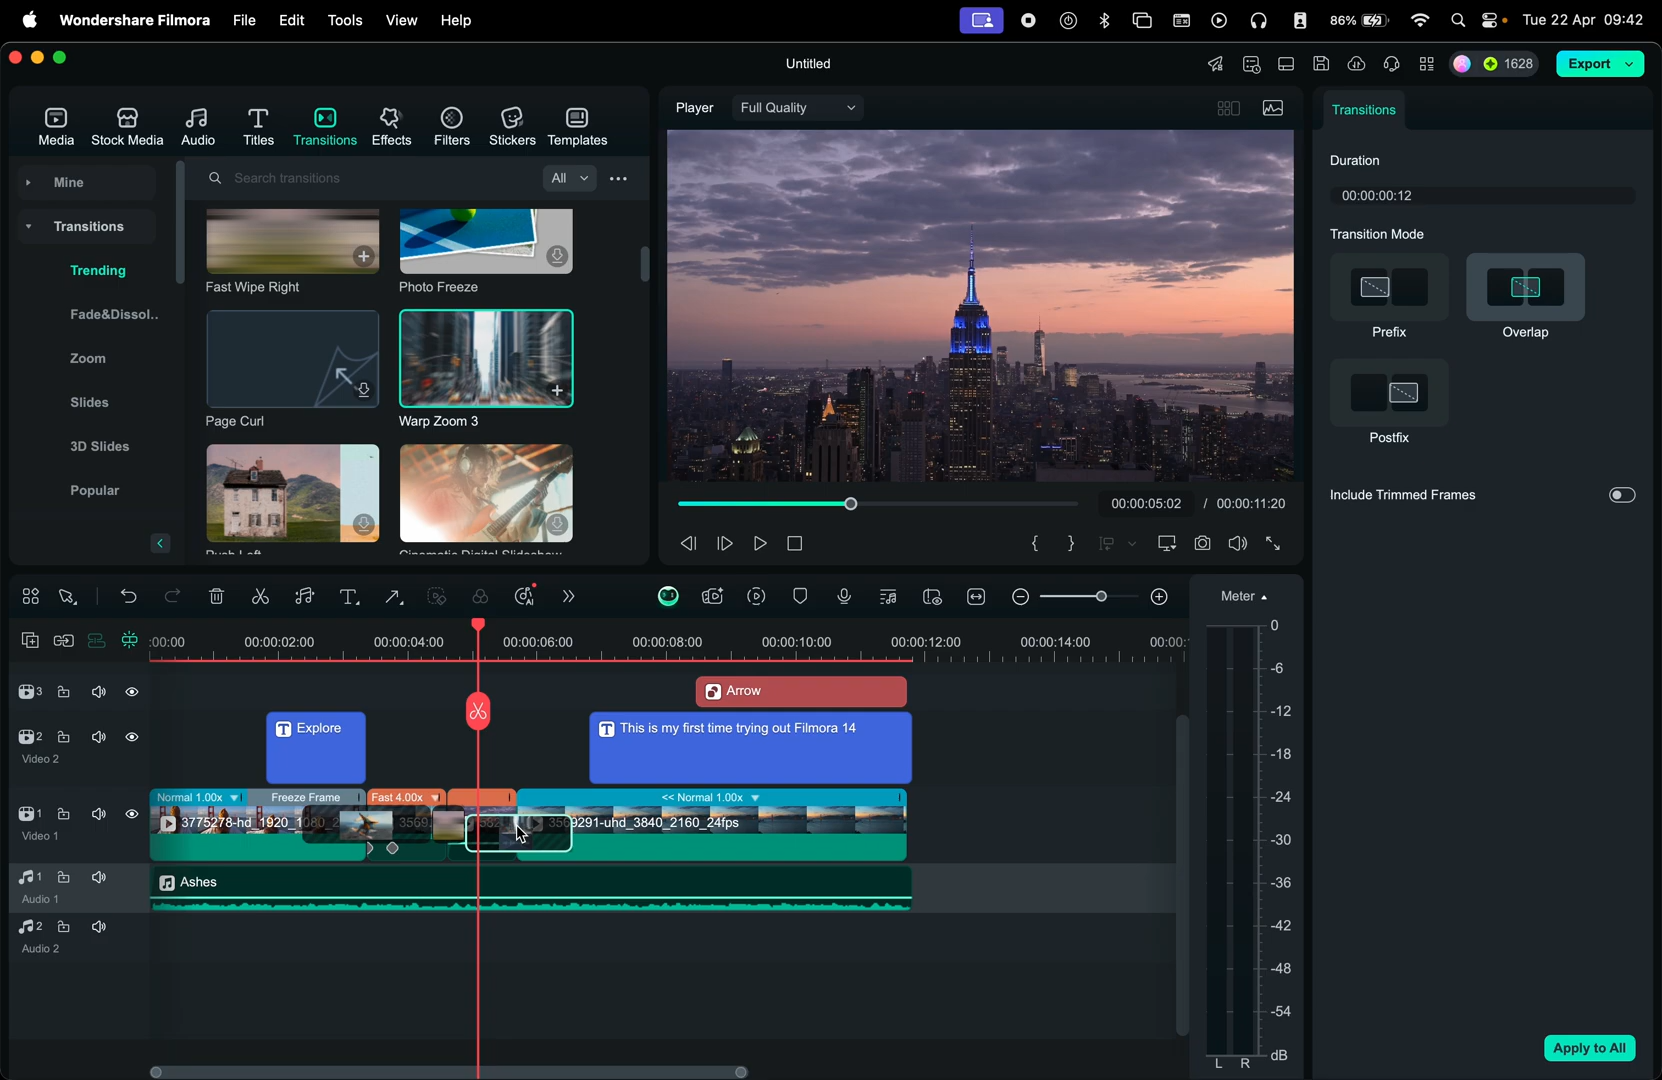 Wondershare Filmora File Edit Tools View Help 86% Tue 22 Apr 09:42
Untitled
1628
Export
Media Stock Media Audio Titles Transitions Effects Filters Stickers Templates
Mine
Transitions
Trending
Fade&Dissol..
Zoom
Slides
3D Slides
Popular
Search transitions
All
Fast Wipe Right
Photo Freeze
Page Curl
Warp Zoom 3
Push Left
Cinematic Digital Slideshow
Player Full Quality
00:00:05:02 / 00:00:11:20
Transitions
Duration
00:00:00:12
Transition Mode
Prefix
Overlap
Postfix
Include Trimmed Frames
Apply to All
Meter
:00:00 00:00:02:00 00:00:04:00 00:00:06:00 00:00:08:00 00:00:10:00 00:00:12:00 00:00:14:00 00:00:
3
Arrow
2
Video 2
Explore
This is my first time trying out Filmora 14
1
Video 1
Normal 1.00x
Freeze Frame
Fast 4.00x
<< Normal 1.00x
3775278-hd_1920_1080_2
3569
3569291-uhd_3840_2160_24fps
1
Audio 1
Ashes
2
Audio 2
0
-6
-12
-18
-24
-30
-36
-42
-48
-54
dB
L R